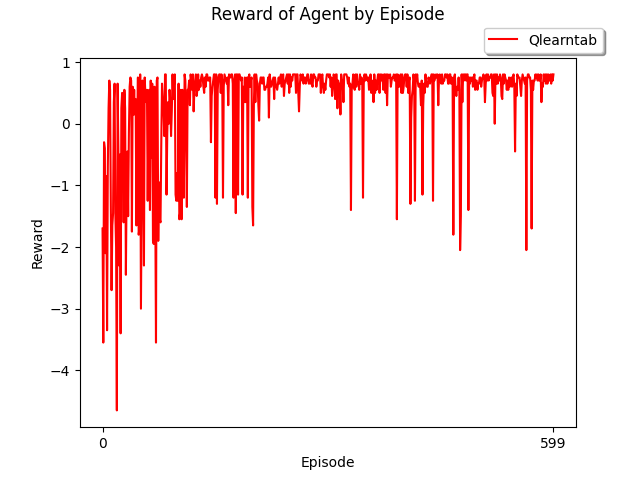 Reward of Agent by Episode
Qlearntab
1
0
−1
−2
−3
−4
Reward
0
599
Episode